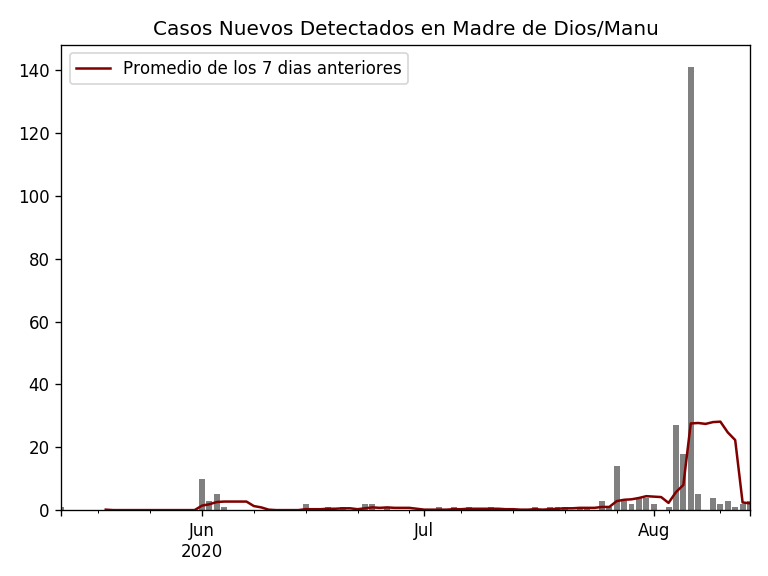 Casos Nuevos Detectados en Madre de Dios/Manu
Promedio de los 7 dias anteriores
140
120
100
80
60
40
20
0
Jun
2020
Jul
Aug